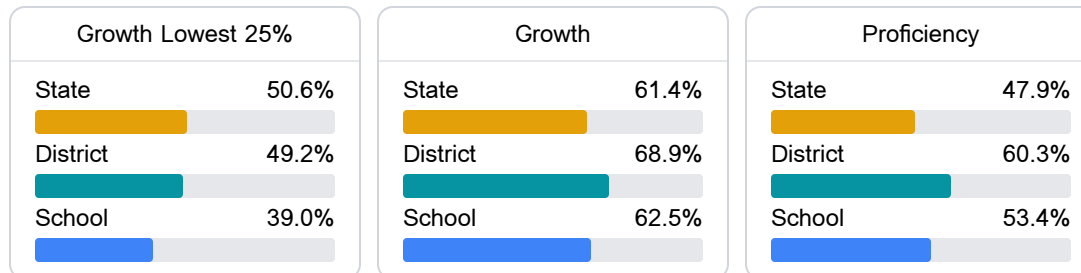 Growth Lowest 25%
State 50.6%
District 49.2%
School 39.0%
Growth
State 61.4%
District 68.9%
School 62.5%
Proficiency
State 47.9%
District 60.3%
School 53.4%